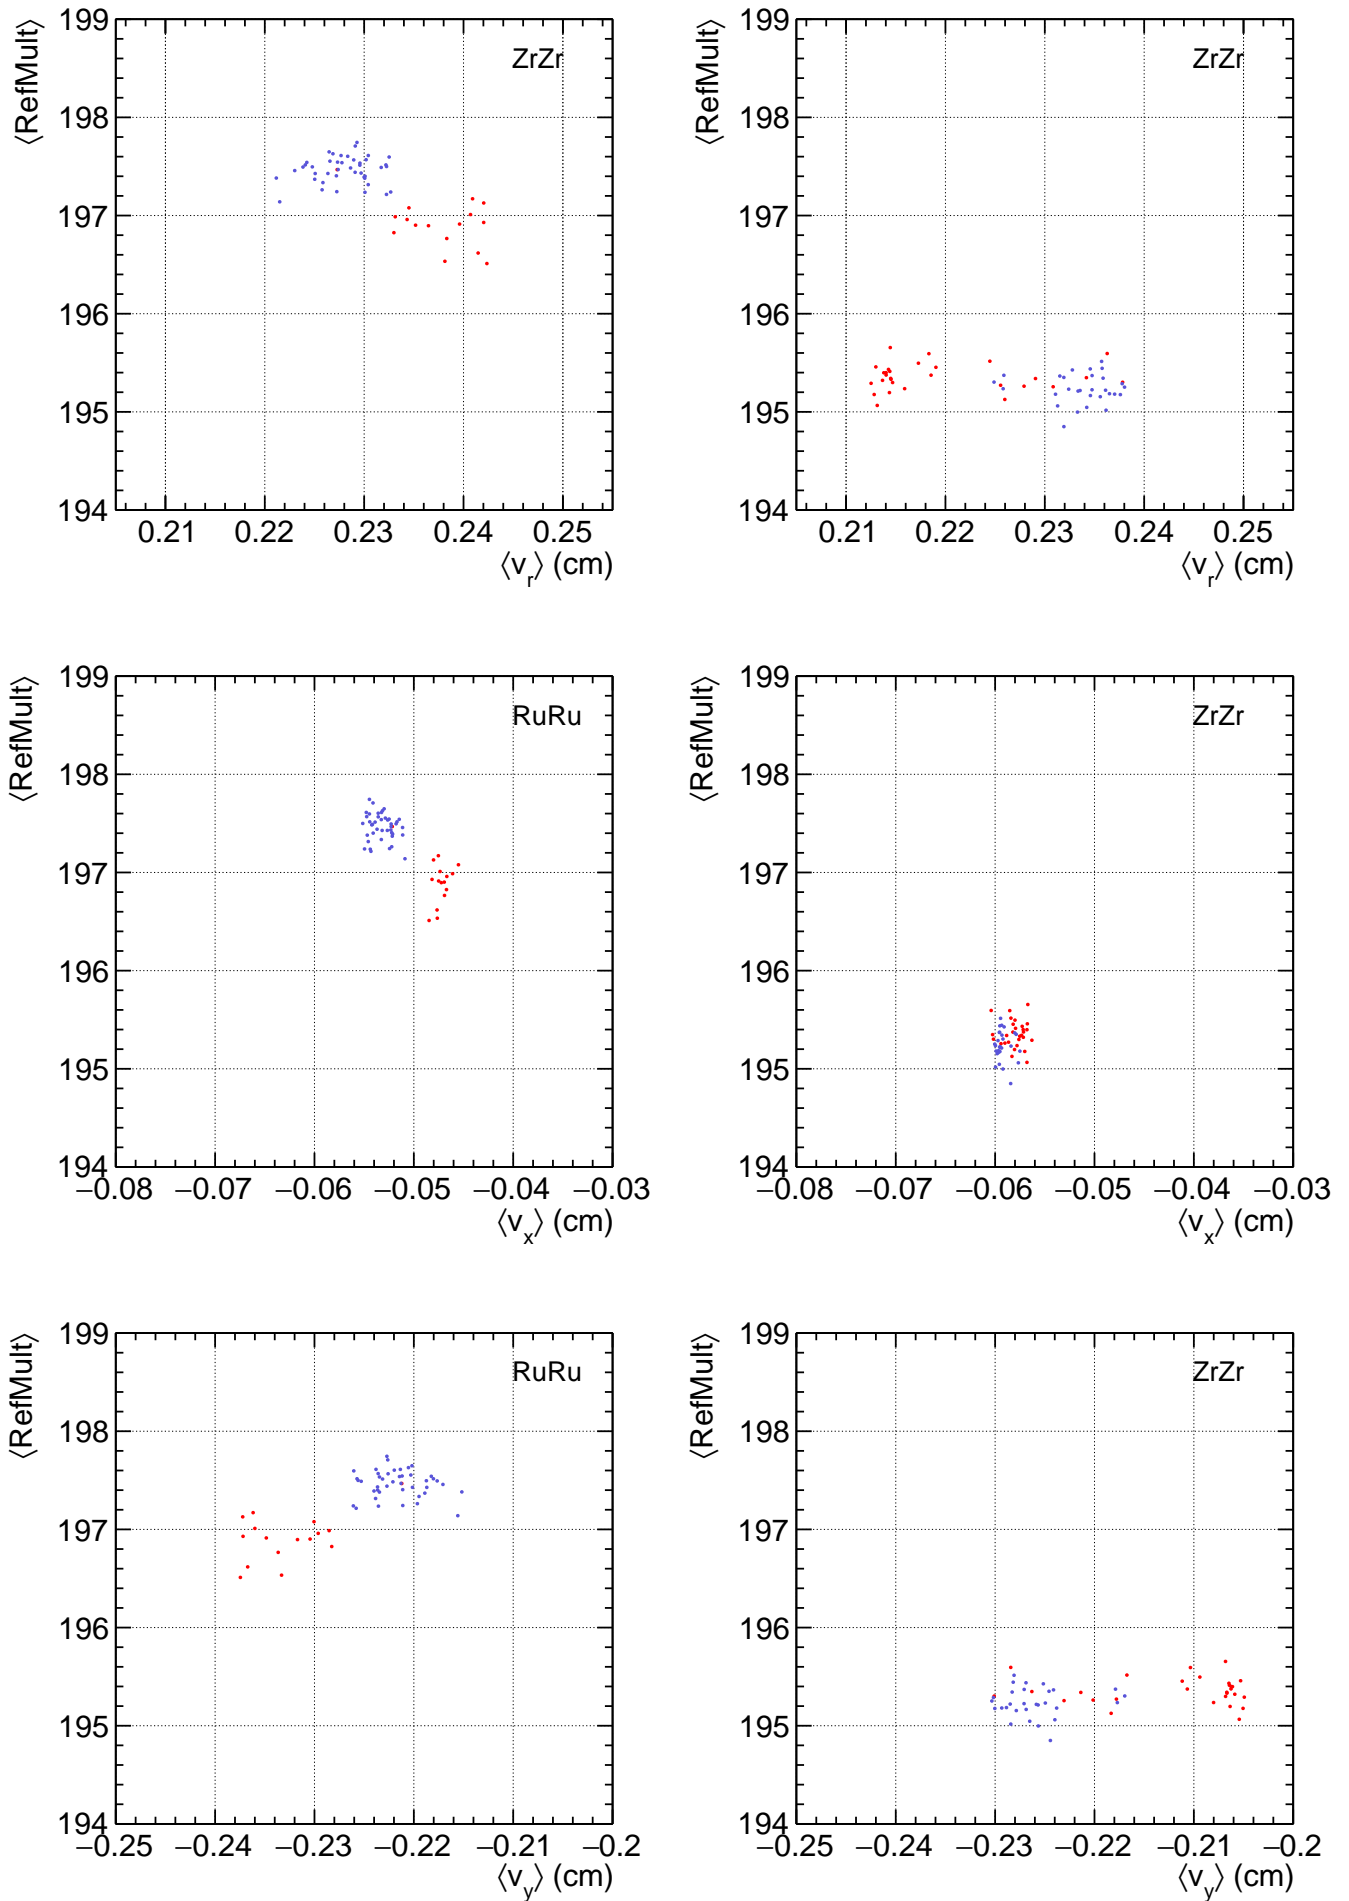 199
198
197
196
195
194
⟨RefMult⟩
ZrZr
0.21 0.22 0.23 0.24 0.25
⟨v_r⟩ (cm)
199
198
197
196
195
194
⟨RefMult⟩
ZrZr
0.21 0.22 0.23 0.24 0.25
⟨v_r⟩ (cm)
199
198
197
196
195
194
⟨RefMult⟩
RuRu
−0.08 −0.07 −0.06 −0.05 −0.04 −0.03
⟨v_x⟩ (cm)
199
198
197
196
195
194
⟨RefMult⟩
ZrZr
−0.08 −0.07 −0.06 −0.05 −0.04 −0.03
⟨v_x⟩ (cm)
199
198
197
196
195
194
⟨RefMult⟩
RuRu
−0.25 −0.24 −0.23 −0.22 −0.21 −0.2
⟨v_y⟩ (cm)
199
198
197
196
195
194
⟨RefMult⟩
ZrZr
−0.25 −0.24 −0.23 −0.22 −0.21 −0.2
⟨v_y⟩ (cm)